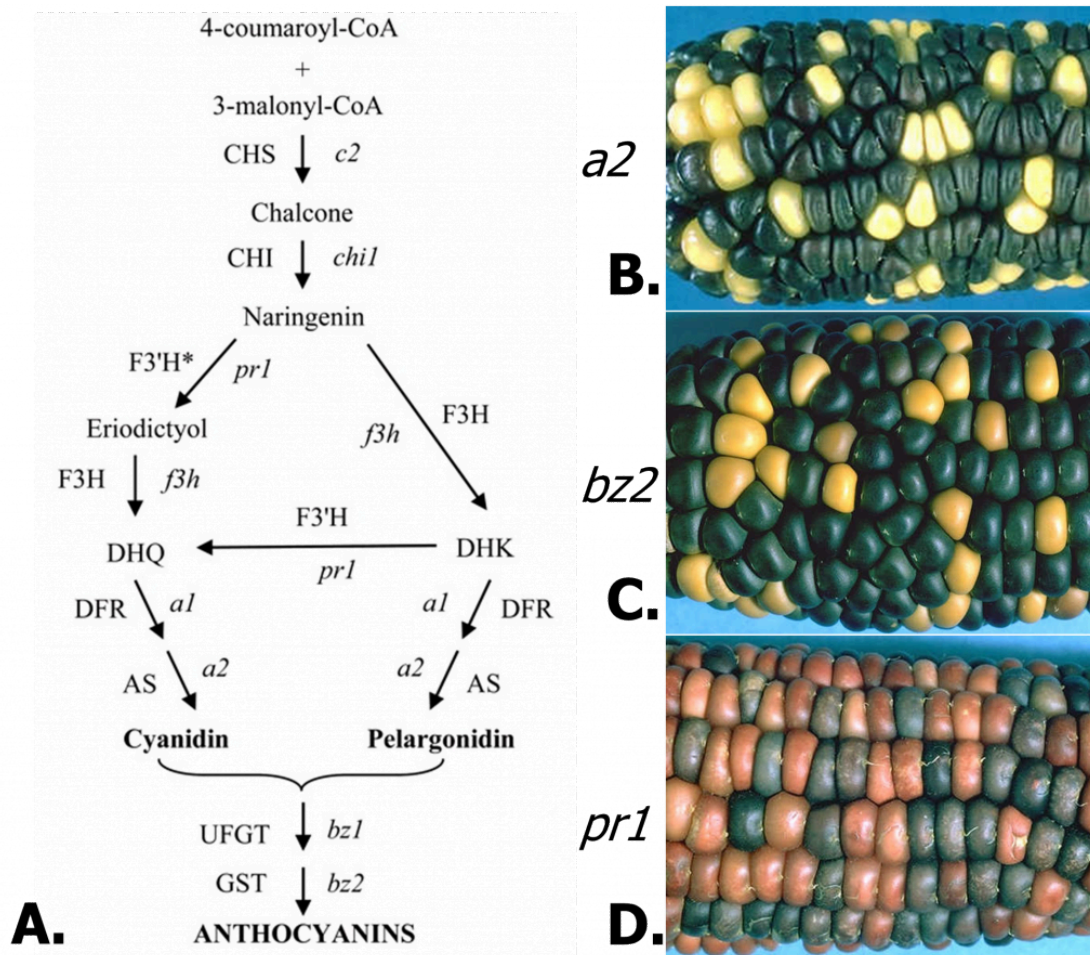 4-coumaroyl-CoA
+
3-malonyl-CoA
CHS c2
Chalcone
CHI chi1
Naringenin
F3'H* pr1
Eriodictyol
F3H
f3h
F3H f3h
F3'H
DHQ DHK
pr1
DFR a1 a1 DFR
AS a2 a2 AS
Cyanidin Pelargonidin
UFGT bz1
GST bz2
ANTHOCYANINS
A.
a2
B.
bz2
C.
pr1
D.